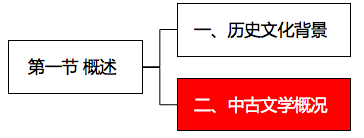 第一节 概述
一、历史文化背景
二、中古文学概况